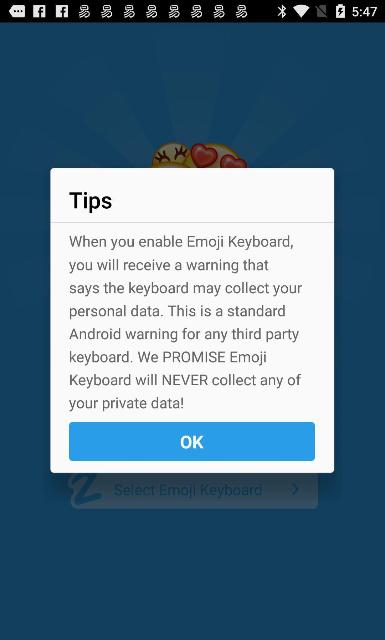 5:47
Tips
When you enable Emoji Keyboard,
you will receive a warning that
says the keyboard may collect your
personal data. This is a standard
Android warning for any third party
keyboard. We PROMISE Emoji
Keyboard will NEVER collect any of
your private data!
OK
2 Select Emoji Keyboard